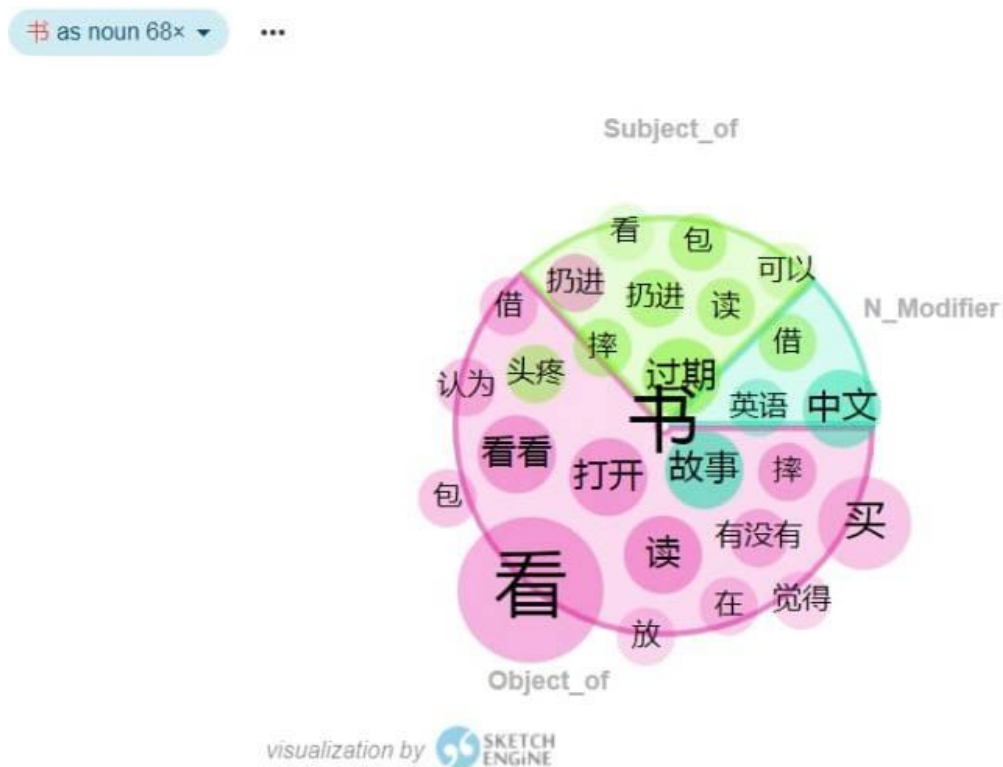 书 as noun 68× ▼ •••
Subject_of
看 包
可以
扔进 扔进 读
借 N_Modifier
摔 借
认为 头疼 过期
英语 中文
书
看看 打开 故事 摔
包 买
读 有没有
看
在 觉得
放
Object_of
visualization by SKETCH ENGINE